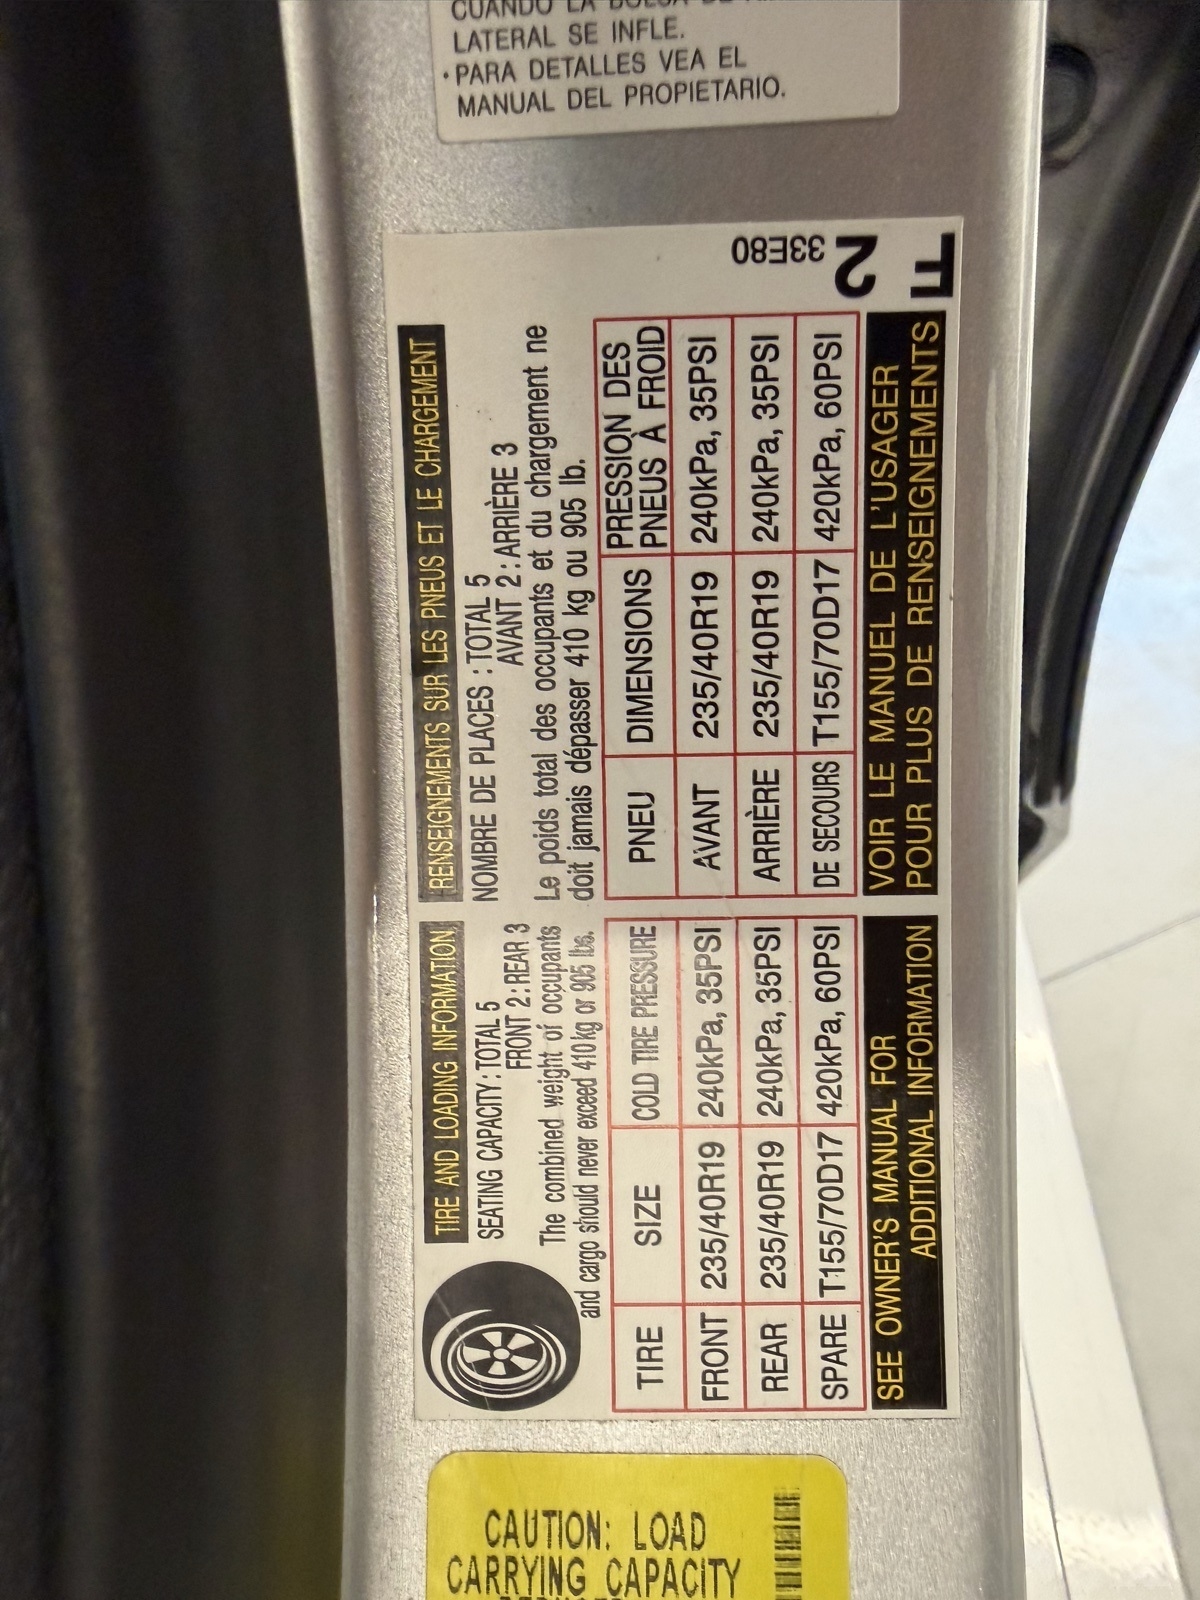 CUANDO LA BOLSA DE
LATERAL SE INFLE.
•PARA DETALLES VEA EL
MANUAL DEL PROPIETARIO.
TIRE AND LOADING INFORMATION
SEATING CAPACITY: TOTAL 5
FRONT 2: REAR 3
The combined weight of occupants
and cargo should never exceed 410kg or 905 lbs.
TIRE SIZE COLD TIRE PRESSURE
FRONT 235/40R19 240kPa, 35PSI
REAR 235/40R19 240kPa, 35PSI
SPARE T155/70D17 420kPa, 60PSI
SEE OWNER'S MANUAL FOR
ADDITIONAL INFORMATION
RENSEIGNEMENTS SUR LES PNEUS ET LE CHARGEMENT
NOMBRE DE PLACES : TOTAL 5
AVANT 2 : ARRIÈRE 3
Le poids total des occupants et du chargement ne
doit jamais dépasser 410 kg ou 905 lb.
PNEU DIMENSIONS PRESSION DES
PNEUS À FROID
AVANT 235/40R19 240kPa, 35PSI
ARRIÈRE 235/40R19 240kPa, 35PSI
DE SECOURS T155/70D17 420kPa, 60PSI
VOIR LE MANUEL DE L'USAGER
POUR PLUS DE RENSEIGNEMENTS
33E80
2
TI
CAUTION: LOAD
CARRYING CAPACITY